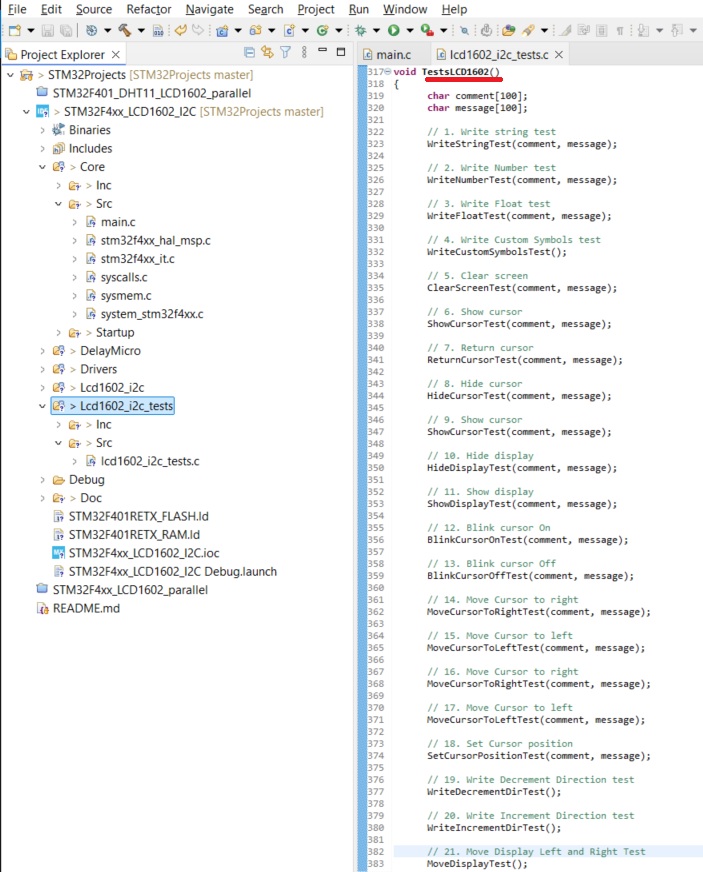 File Edit Source Refactor Navigate Search Project Run Window Help
Project Explorer
main.c
lcd1602_i2c_tests.c
> STM32Projects [STM32Projects master]
STM32F401_DHT11_LCD1602_parallel
> STM32F4xx_LCD1602_I2C [STM32Projects master]
Binaries
Includes
> Core
> Inc
> Src
main.c
stm32f4xx_hal_msp.c
stm32f4xx_it.c
syscalls.c
sysmem.c
system_stm32f4xx.c
> Startup
> DelayMicro
> Drivers
> Lcd1602_i2c
> Lcd1602_i2c_tests
> Inc
> Src
> lcd1602_i2c_tests.c
> Debug
> Doc
STM32F401RETX_FLASH.ld
STM32F401RETX_RAM.ld
STM32F4xx_LCD1602_I2C.ioc
STM32F4xx_LCD1602_I2C Debug.launch
STM32F4xx_LCD1602_parallel
README.md
317 void TestsLCD1602()
318 {
319 char comment[100];
320 char message[100];
321
322 // 1. Write string test
323 WriteStringTest(comment, message);
324
325 // 2. Write Number test
326 WriteNumberTest(comment, message);
327
328 // 3. Write Float test
329 WriteFloatTest(comment, message);
330
331 // 4. Write Custom Symbols test
332 WriteCustomSymbolsTest();
333
334 // 5. Clear screen
335 ClearScreenTest(comment, message);
336
337 // 6. Show cursor
338 ShowCursorTest(comment, message);
339
340 // 7. Return cursor
341 ReturnCursorTest(comment, message);
342
343 // 8. Hide cursor
344 HideCursorTest(comment, message);
345
346 // 9. Show cursor
347 ShowCursorTest(comment, message);
348
349 // 10. Hide display
350 HideDisplayTest(comment, message);
351
352 // 11. Show display
353 ShowDisplayTest(comment, message);
354
355 // 12. Blink cursor On
356 BlinkCursorOnTest(comment, message);
357
358 // 13. Blink cursor Off
359 BlinkCursorOffTest(comment, message);
360
361 // 14. Move Cursor to right
362 MoveCursorToRightTest(comment, message);
363
364 // 15. Move Cursor to left
365 MoveCursorToLeftTest(comment, message);
366
367 // 16. Move Cursor to right
368 MoveCursorToRightTest(comment, message);
369
370 // 17. Move Cursor to left
371 MoveCursorToLeftTest(comment, message);
372
373 // 18. Set Cursor position
374 SetCursorPositionTest(comment, message);
375
376 // 19. Write Decrement Direction test
377 WriteDecrementDirTest();
378
379 // 20. Write Increment Direction test
380 WriteIncrementDirTest();
381
382 // 21. Move Display Left and Right Test
383 MoveDisplayTest();